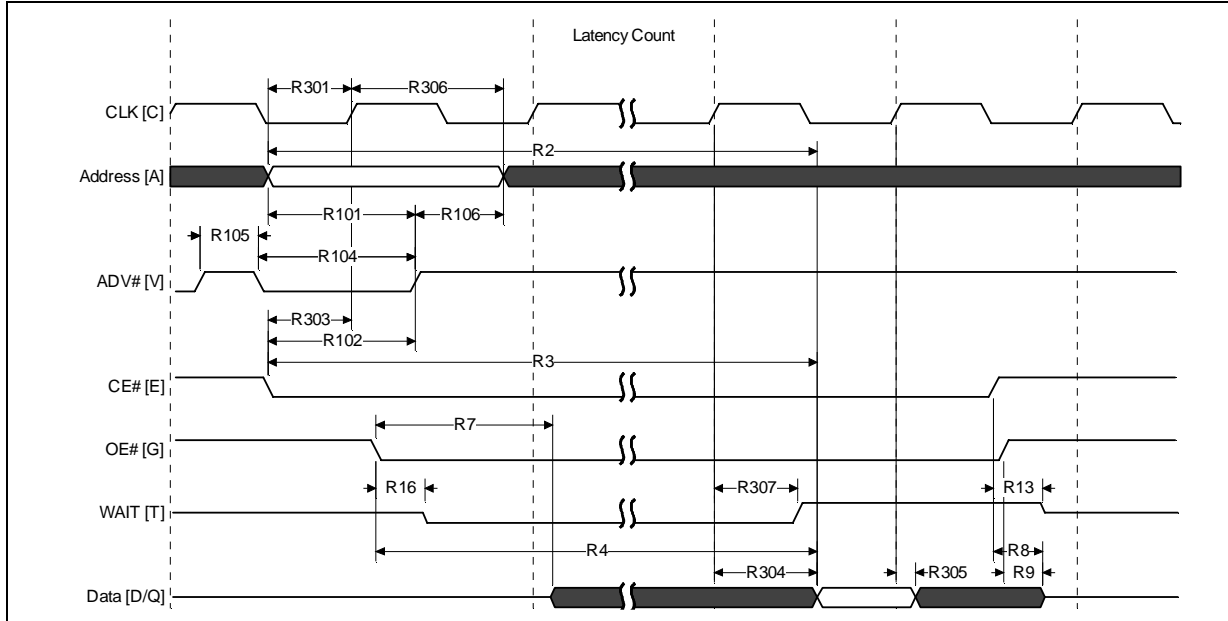 Latency Count
R301 R306
CLK [C]
R2
Address [A]
R101 R106
R105 R104
ADV# [V]
R303
R102
R3
CE# [E]
R7
OE# [G]
R16 R307 R13
WAIT [T]
R4 R8
R304 R305 R9
Data [D/Q]